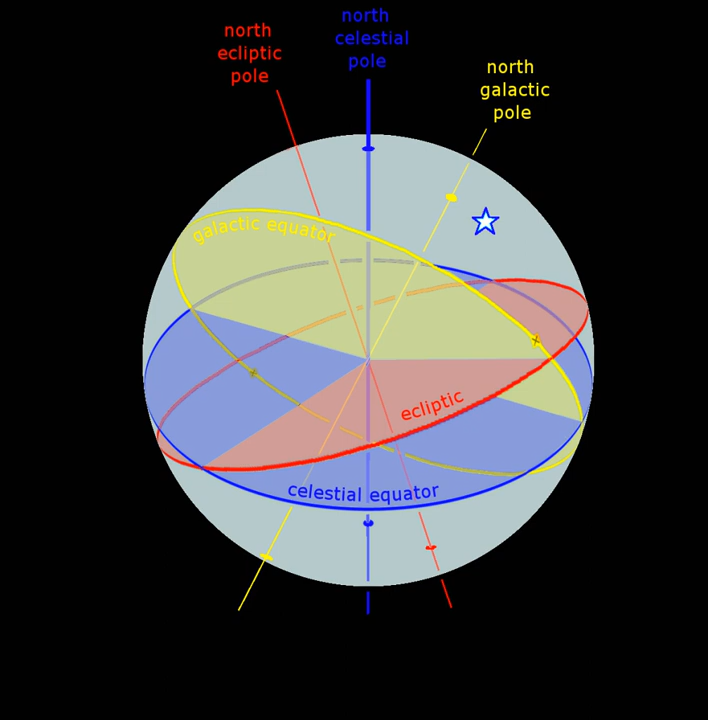 north
celestial
pole
north
ecliptic
pole
north
galactic
pole
galactic equator
ecliptic
celestial equator